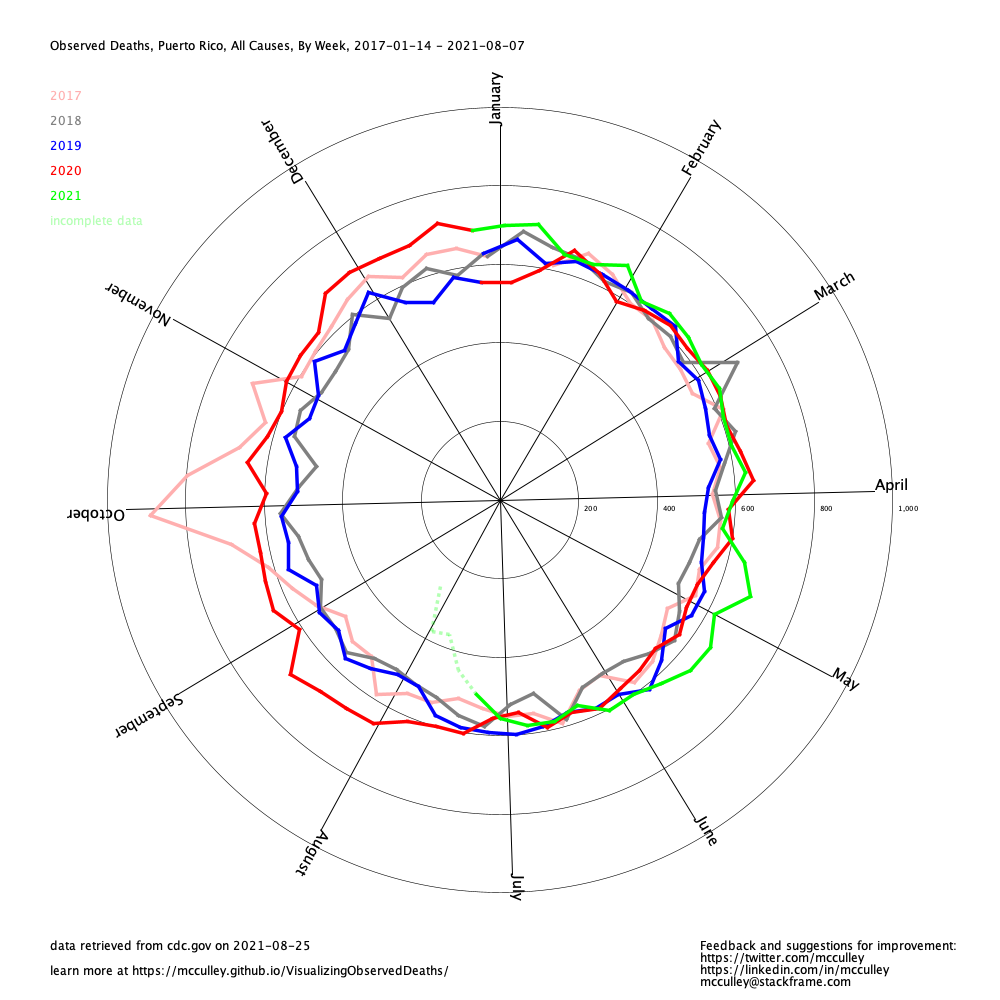 Observed Deaths, Puerto Rico, All Causes, By Week, 2017-01-14 - 2021-08-07
2017
2018
2019
2020
2021
incomplete data
January
February
March
April
May
June
July
August
September
October
November
December
200
400
600
800
1,000
data retrieved from cdc.gov on 2021-08-25
learn more at https://mcculley.github.io/VisualizingObservedDeaths/
Feedback and suggestions for improvement:
https://twitter.com/mcculley
https://linkedin.com/in/mcculley
mcculley@stackframe.com